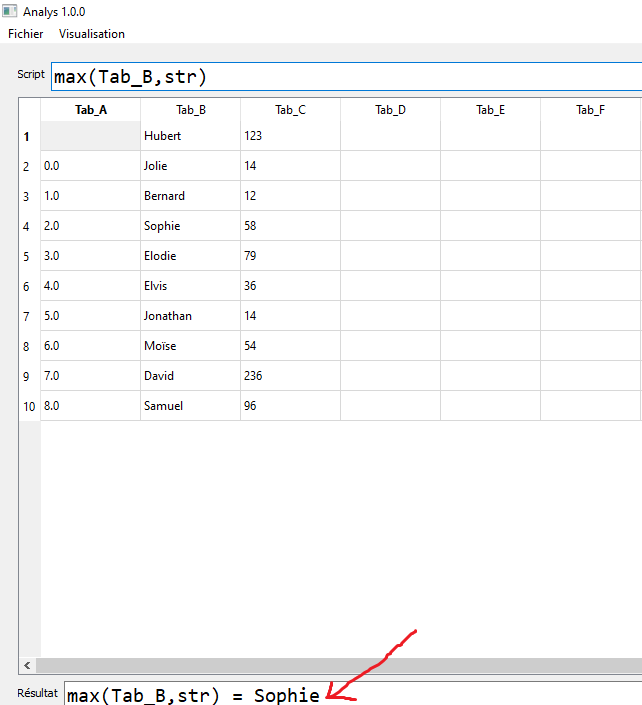 Analys 1.0.0
Fichier Visualisation
Script max(Tab_B,str)
Tab_A Tab_B Tab_C Tab_D Tab_E Tab_F
1 Hubert 123
2 0.0 Jolie 14
3 1.0 Bernard 12
4 2.0 Sophie 58
5 3.0 Elodie 79
6 4.0 Elvis 36
7 5.0 Jonathan 14
8 6.0 Moïse 54
9 7.0 David 236
10 8.0 Samuel 96
Résultat max(Tab_B,str) = Sophie